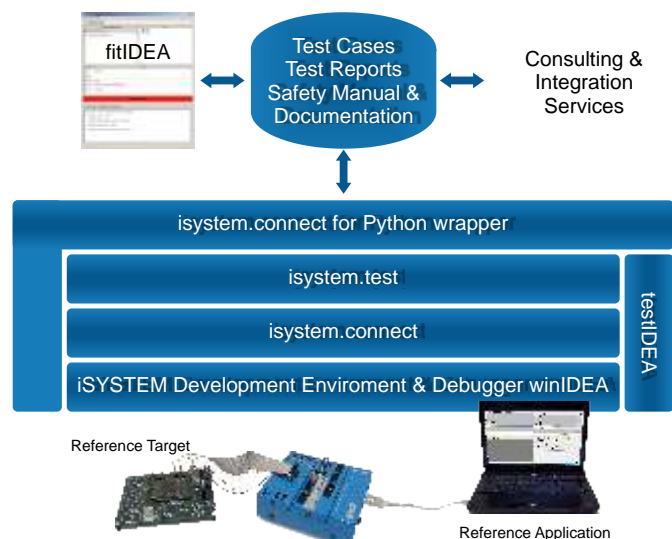 fitIDEA
Test Cases
Test Reports
Safety Manual &
Documentation
Consulting &
Integration
Services
isystem.connect for Python wrapper
isystem.test
isystem.connect
iSYSTEM Development Enviroment & Debugger winIDEA
testIDEA
Reference Target
Reference Application